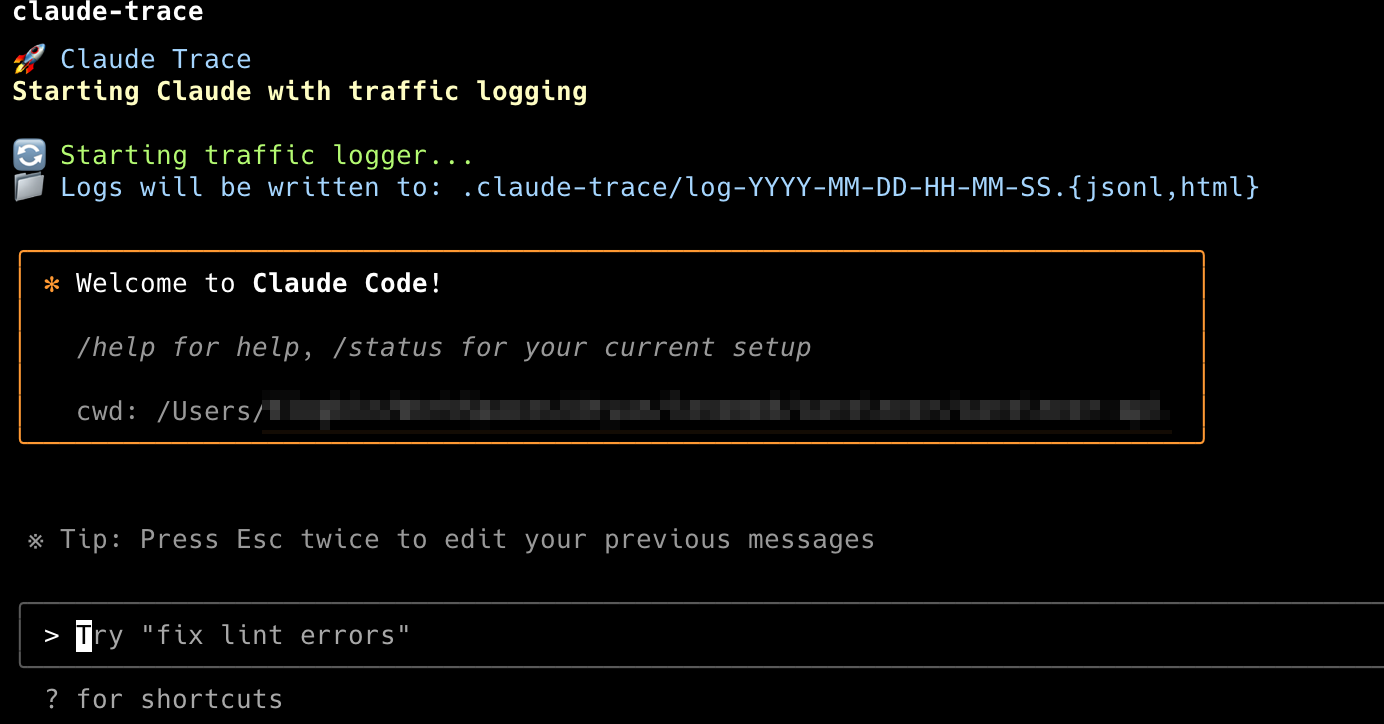 claude-trace
🚀 Claude Trace
Starting Claude with traffic logging
🔄 Starting traffic logger...
📁 Logs will be written to: .claude-trace/log-YYYY-MM-DD-HH-MM-SS.{jsonl,html}
✻ Welcome to Claude Code!
/help for help, /status for your current setup
cwd: /Users/
※ Tip: Press Esc twice to edit your previous messages
> Try "fix lint errors"
? for shortcuts